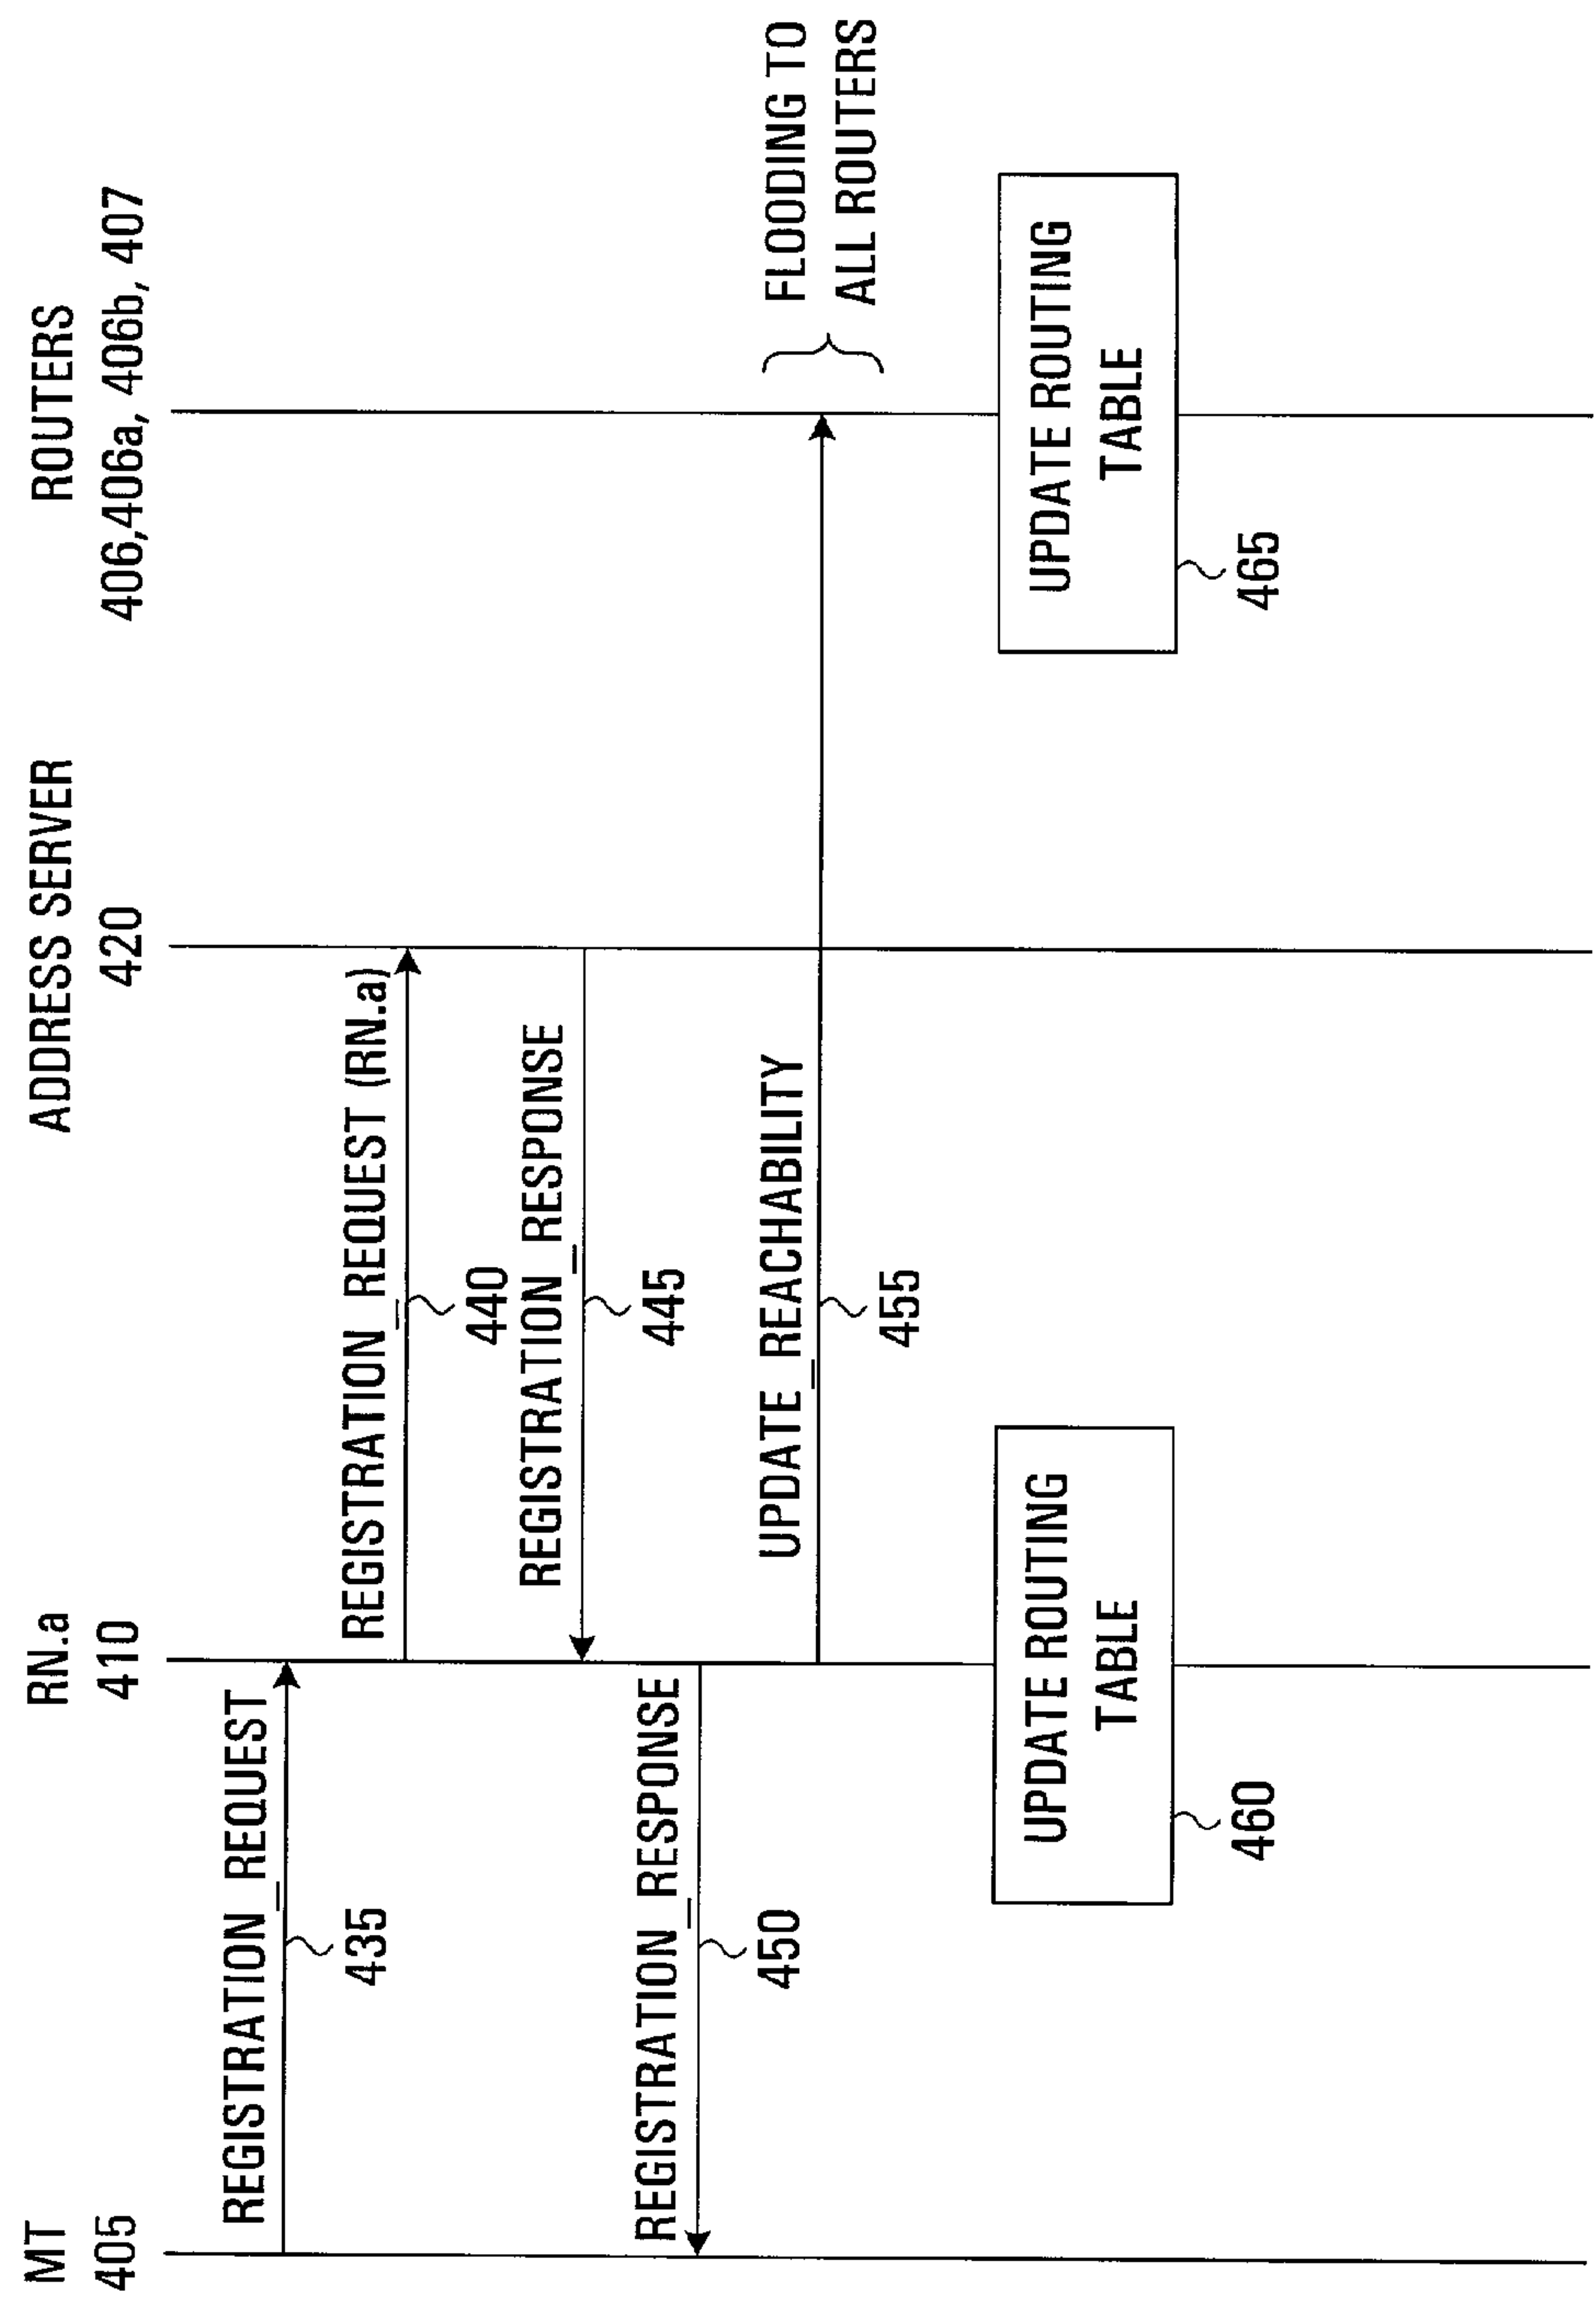 MT
405
RN.a
410
ADDRESS SERVER
420
ROUTERS
406,406a, 406b, 407
REGISTRATION_REQUEST
435
REGISTRATION_REQUEST (RN.a)
440
REGISTRATION_RESPONSE
445
REGISTRATION_RESPONSE
450
UPDATE_REACHABILITY
455
FLOODING TO
ALL ROUTERS
UPDATE ROUTING
TABLE
460
UPDATE ROUTING
TABLE
465